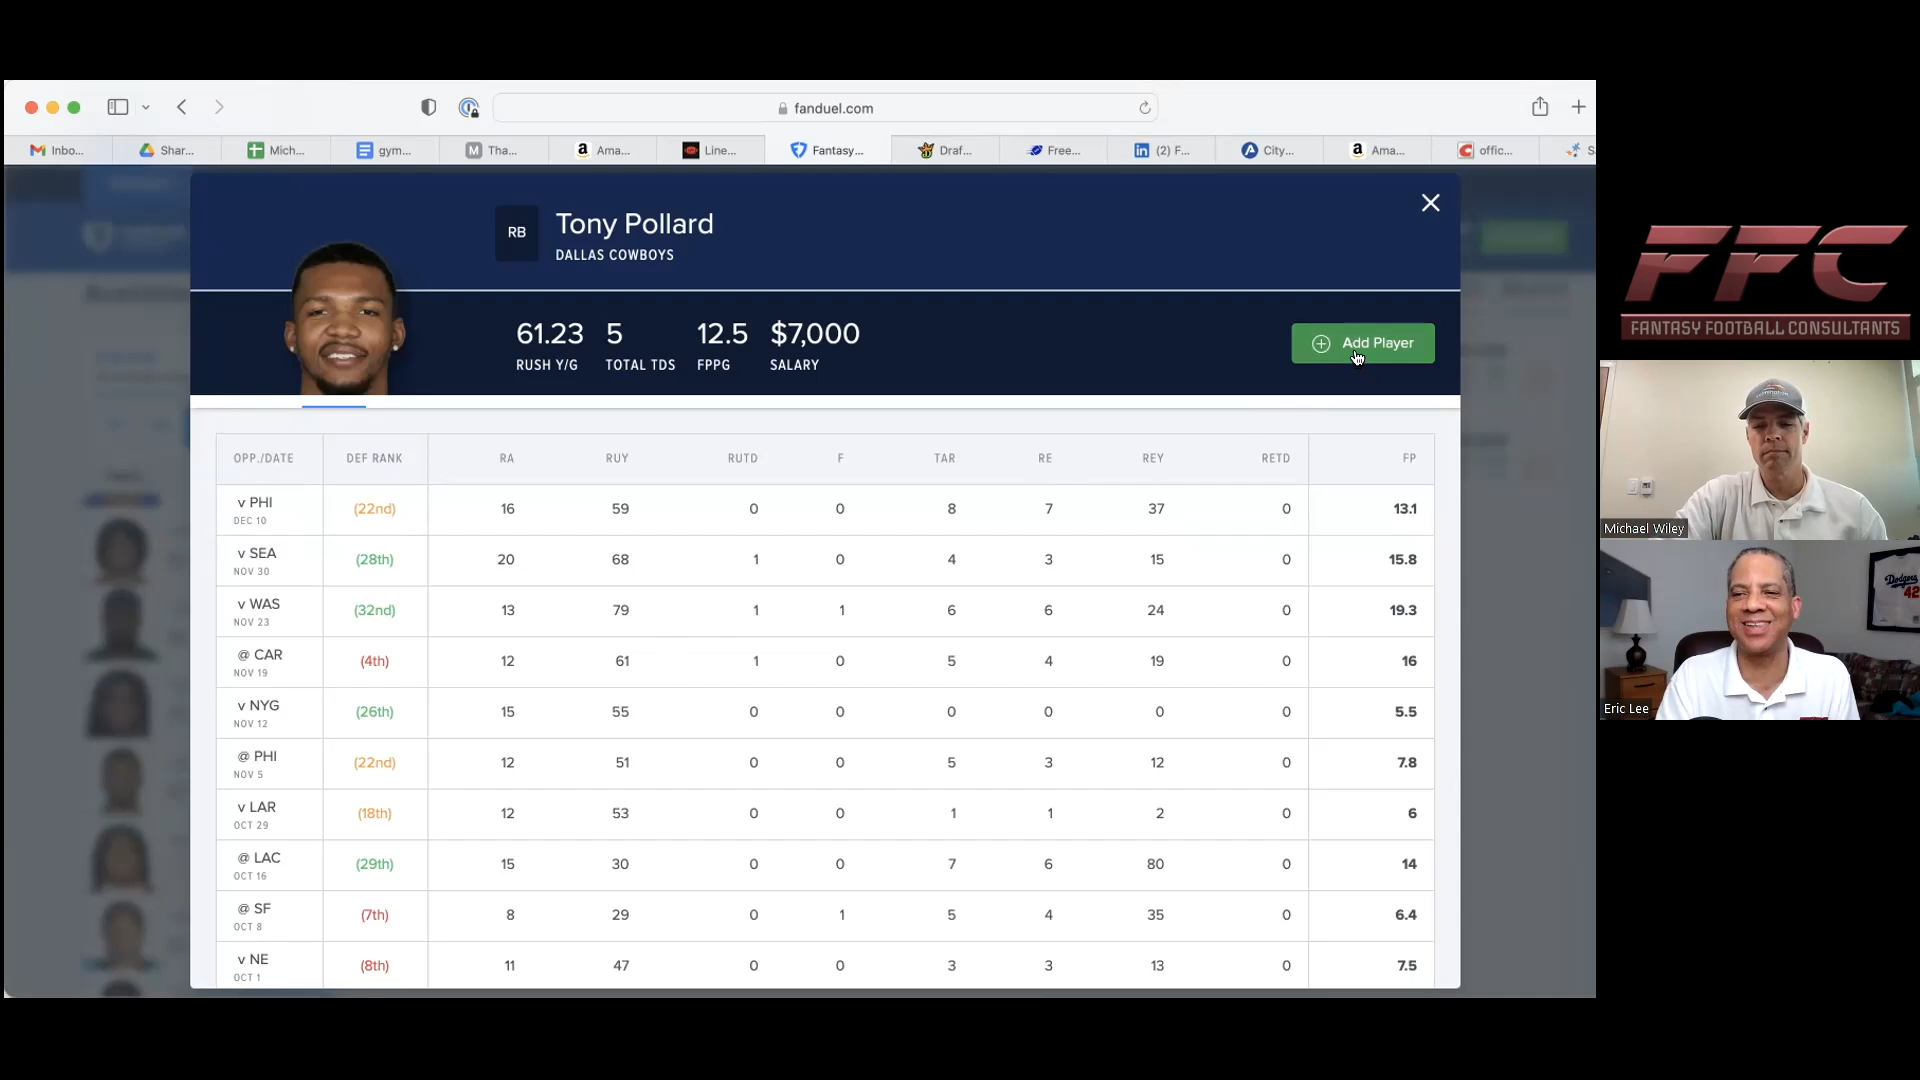 fanduel.com
Inbo... Shar... Mich... gym... Tha... Ama... Line... Fantasy... Draf... Free... (2) F... City... Ama... offic... S
RB
Tony Pollard
DALLAS COWBOYS
61.23 5 12.5 $7,000
RUSH Y/G TOTAL TDS FPPG SALARY
Add Player
OPP./DATE DEF RANK RA RUY RUTD F TAR RE REY RETD FP
v PHI (22nd) 16 59 0 0 8 7 37 0 13.1
DEC 10
v SEA (28th) 20 68 1 0 4 3 15 0 15.8
NOV 30
v WAS (32nd) 13 79 1 1 6 6 24 0 19.3
NOV 23
@ CAR (4th) 12 61 1 0 5 4 19 0 16
NOV 19
v NYG (26th) 15 55 0 0 0 0 0 0 5.5
NOV 12
@ PHI (22nd) 12 51 0 0 5 3 12 0 7.8
NOV 5
v LAR (18th) 12 53 0 0 1 1 2 0 6
OCT 29
@ LAC (29th) 15 30 0 0 7 6 80 0 14
OCT 16
@ SF (7th) 8 29 0 1 5 4 35 0 6.4
OCT 8
v NE (8th) 11 47 0 0 3 3 13 0 7.5
OCT 1
FFC
FANTASY FOOTBALL CONSULTANTS
Michael Wiley
Dodgers
42
Eric Lee